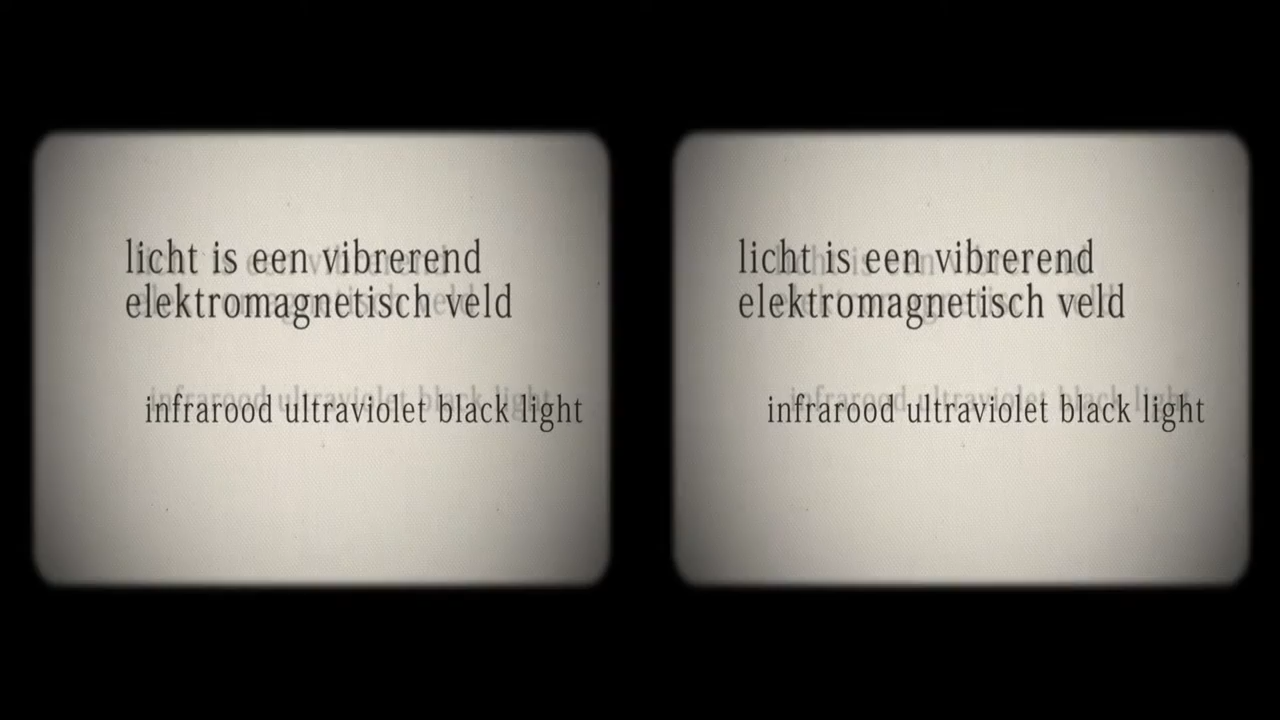 licht is een vibrerend
elektromagnetisch veld
infrarood ultraviolet black light
licht is een vibrerend
elektromagnetisch veld
infrarood ultraviolet black light